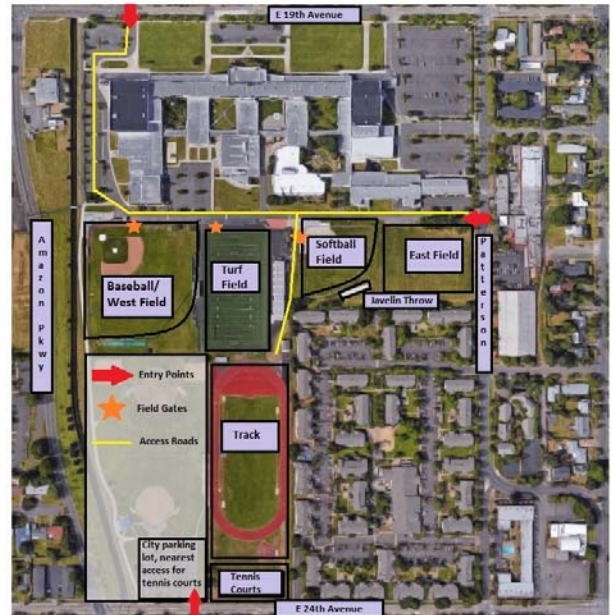 E 19th Avenue
Amazon Pkwy
Patterson
Baseball/
West Field
Turf
Field
Softball
Field
East Field
Javelin Throw
Entry Points
Field Gates
Access Roads
Track
City parking
lot, nearest
access for
tennis courts
Tennis
Courts
E 24th Avenue